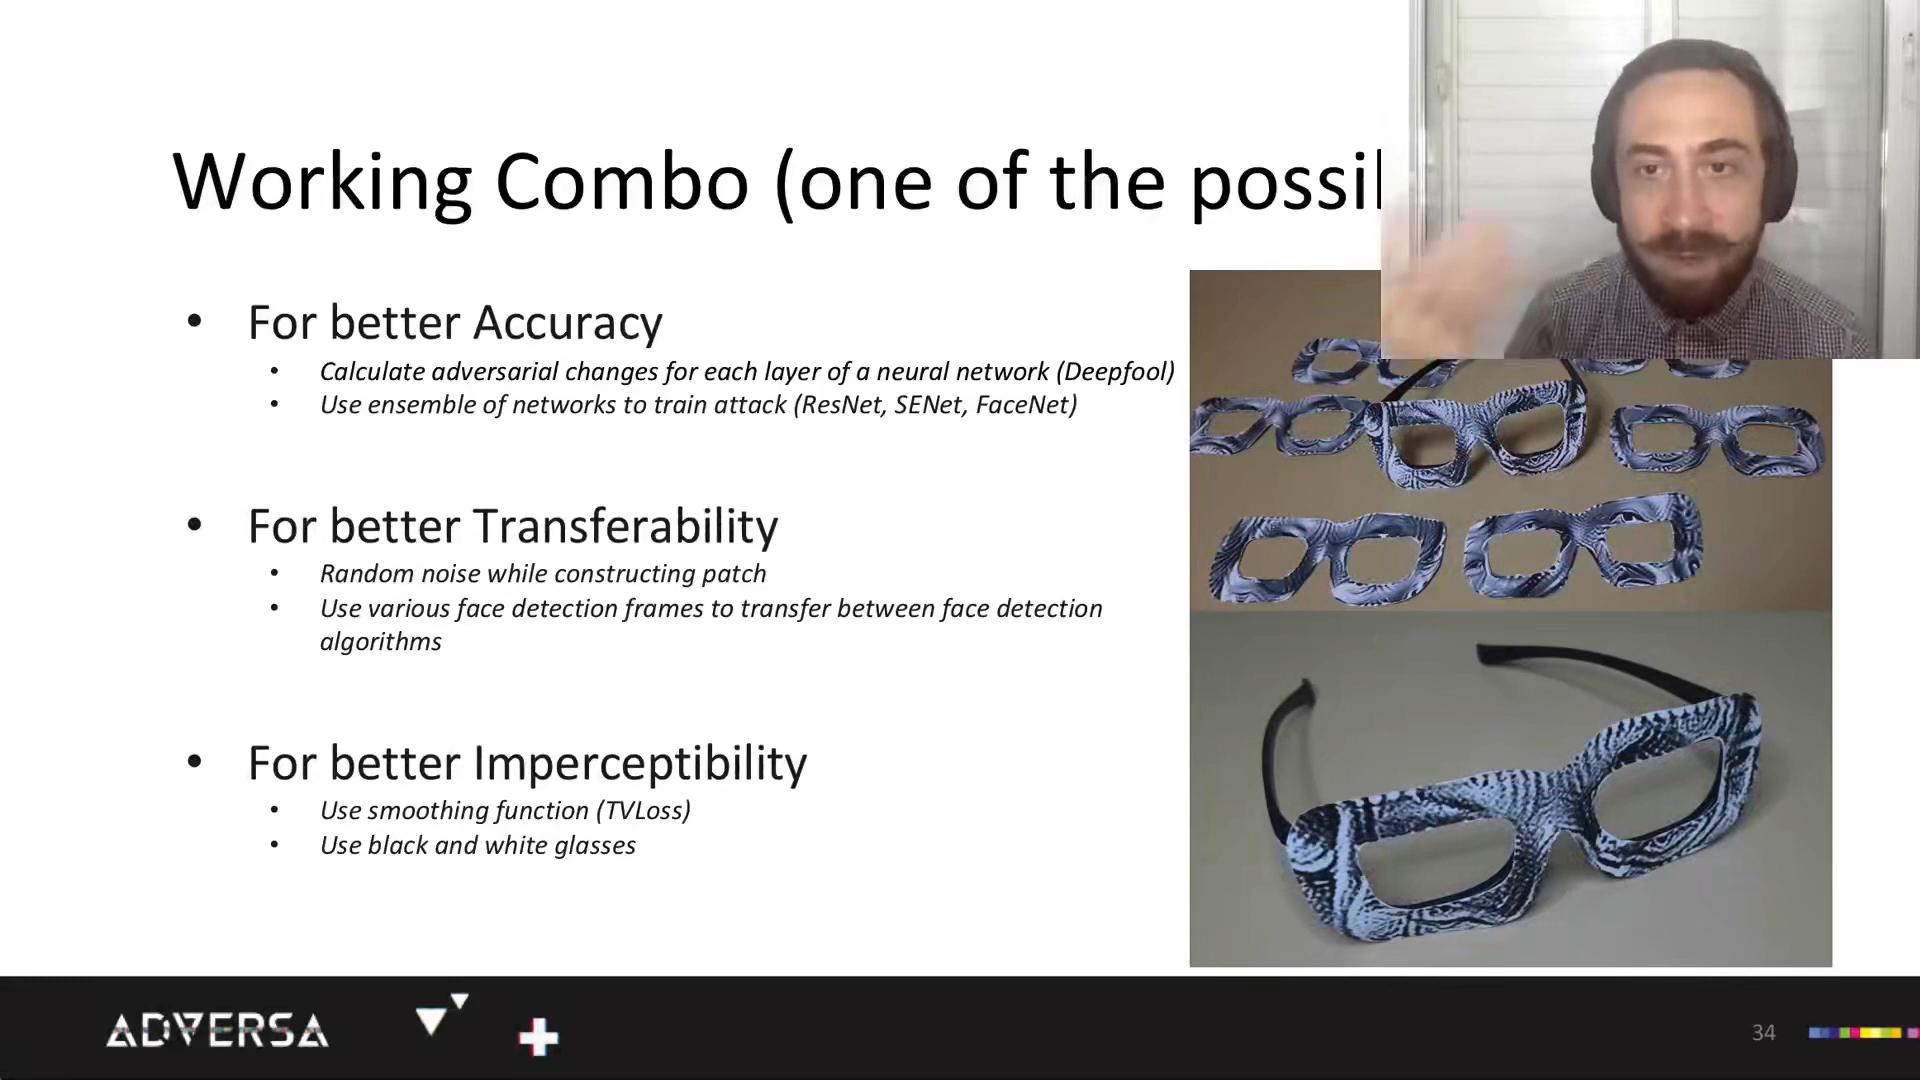 Working Combo (one of the possi
For better Accuracy
Calculate adversarial changes for each layer of a neural network (Deepfool)
Use ensemble of networks to train attack (ResNet, SENet, FaceNet)
For better Transferability
Random noise while constructing patch
Use various face detection frames to transfer between face detection
algorithms
For better Imperceptibility
Use smoothing function (TVLoss)
Use black and white glasses
ADVERSA
34